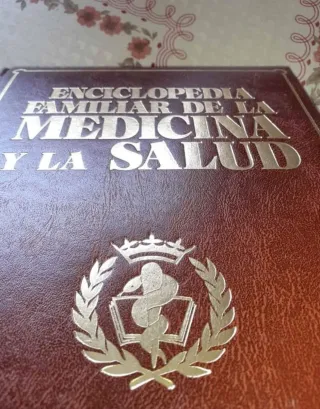 ENCICLOPEDIA
FAMILIAR DE LA
MEDICINA
Y LA SALUD